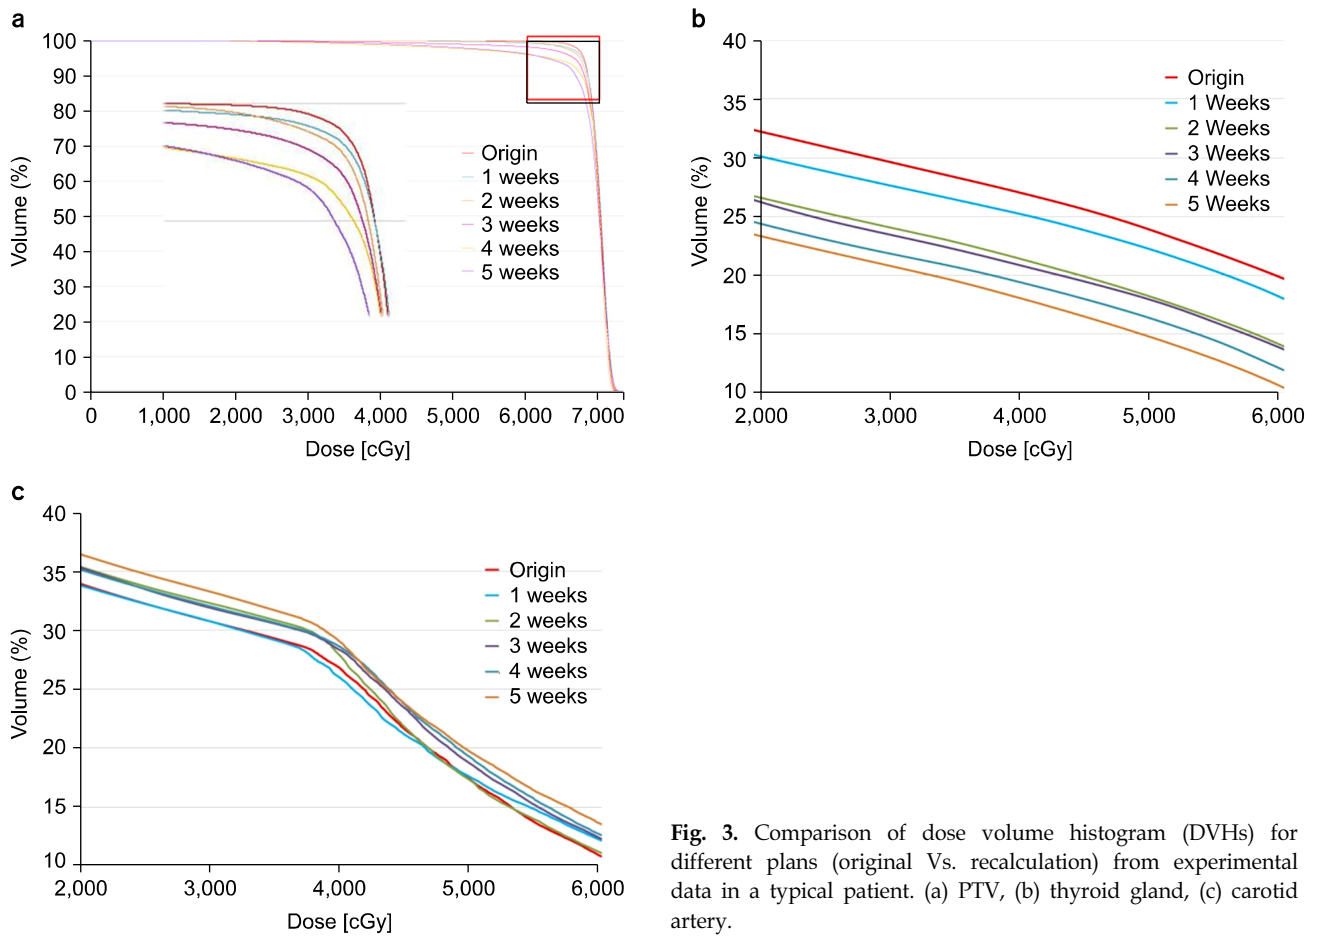 a
100
90
80
70
60
50
40
30
20
10
0
Volume (%)
0 1,000 2,000 3,000 4,000 5,000 6,000 7,000
Dose [cGy]
Origin
1 weeks
2 weeks
3 weeks
4 weeks
5 weeks
b
40
35
30
25
20
15
10
Volume (%)
2,000 3,000 4,000 5,000 6,000
Dose [cGy]
Origin
1 Weeks
2 Weeks
3 Weeks
4 Weeks
5 Weeks
c
40
35
30
25
20
15
10
Volume (%)
2,000 3,000 4,000 5,000 6,000
Dose [cGy]
Origin
1 weeks
2 weeks
3 weeks
4 weeks
5 weeks
Fig. 3. Comparison of dose volume histogram (DVHs) for
different plans (original Vs. recalculation) from experimental
data in a typical patient. (a) PTV, (b) thyroid gland, (c) carotid
artery.